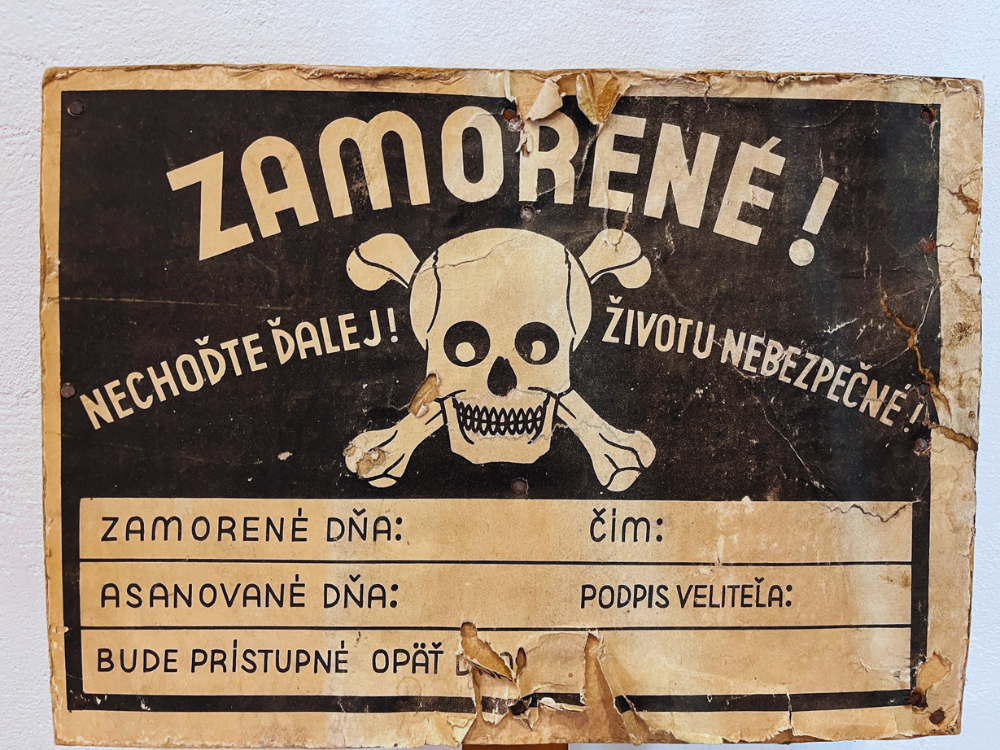 ZAMORENÉ!
NECHOĎTE ĎALEJ!
ŽIVOTU NEBEZPEČNÉ!
ZAMORENÉ DŇA: ČÍM:
ASANOVANÉ DŇA: PODPIS VELITEĽA:
BUDE PRÍSTUPNÉ OPÄŤ